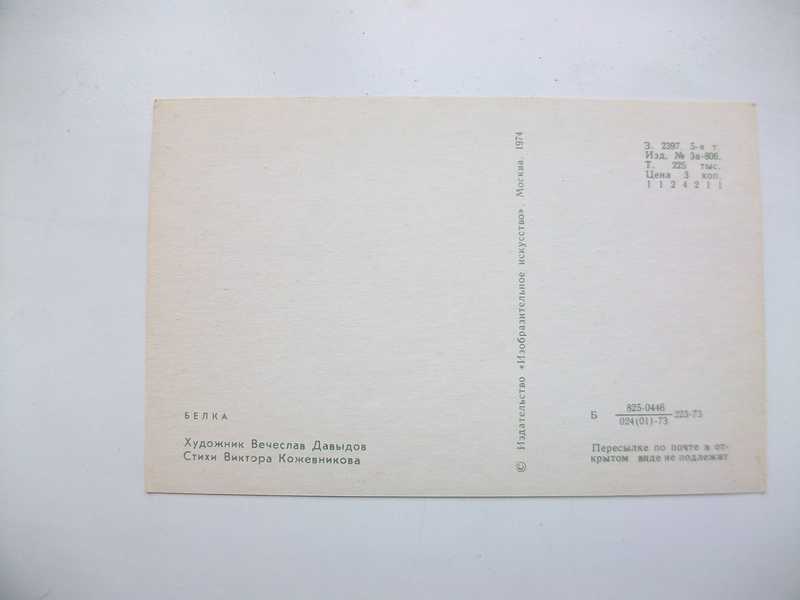 БЕЛКА
Художник Вечеслав Давыдов
Стихи Виктора Кожевникова
© Издательство «Изобразительное искусство». Москва. 1974
З. 2397. 5-я т.
Изд. № 3а-806.
Т. 225 тыс.
Цена 3 коп.
1 1 2 4 2 1 1
Б 825-0446
024(01)-73 223-73
Пересылке по почте в от-
крытом виде не подлежат